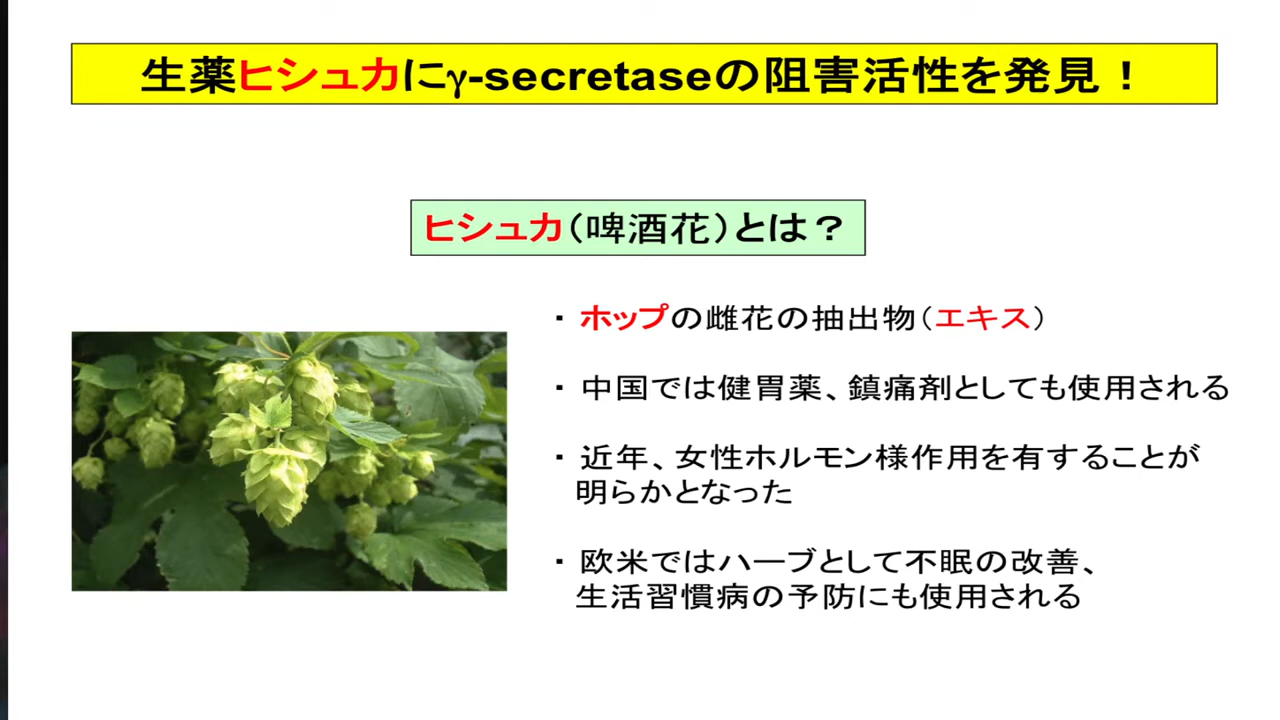 生薬ヒシュカにγ-secretaseの阻害活性を発見！
ヒシュカ（啤酒花）とは？
・ ホップの雌花の抽出物（エキス）
・ 中国では健胃薬、鎮痛剤としても使用される
・ 近年、女性ホルモン様作用を有することが
明らかとなった
・ 欧米ではハーブとして不眠の改善、
生活習慣病の予防にも使用される